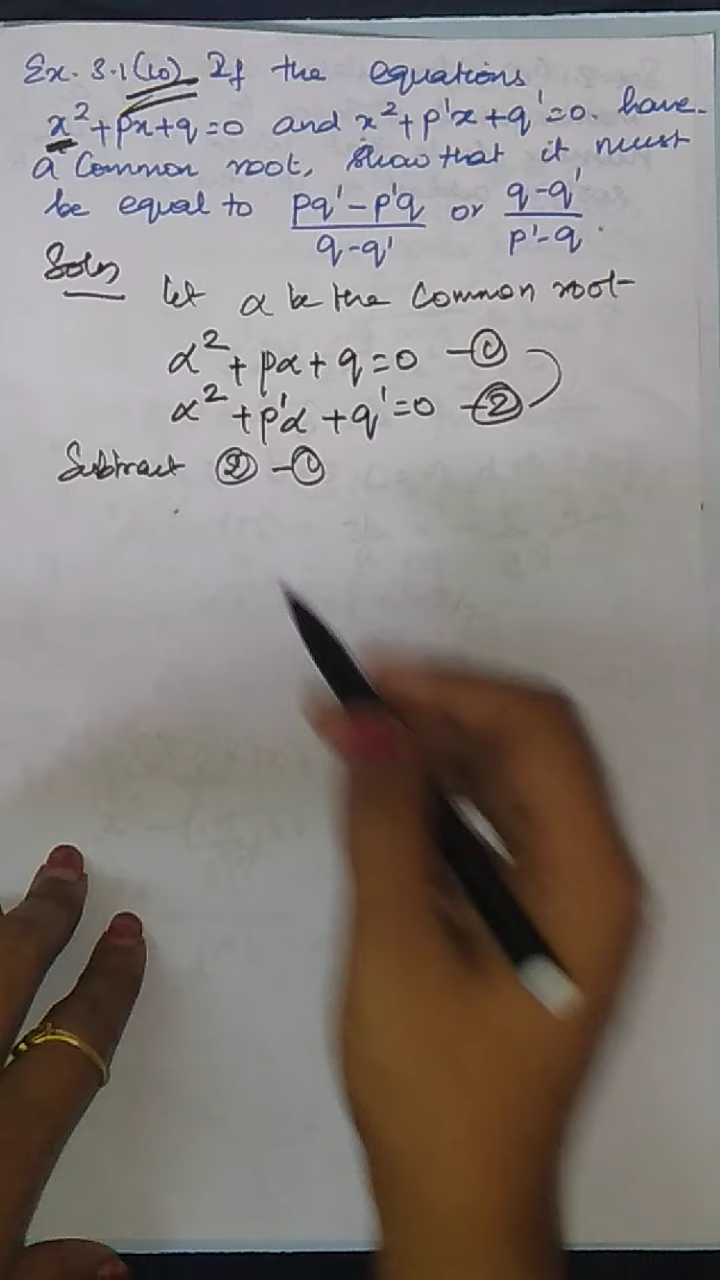 Ex. 3.1(10) If the equations
x²+px+q=0 and x²+p'x+q'=0. have
a Common root, show that it must
be equal to (pq'-p'q)/(q-q') or (q-q')/(p'-q).
Soln
Let α be the Common root
α²+pα+q=0 -①
α²+p'α+q'=0 -②
Subtract ②-①